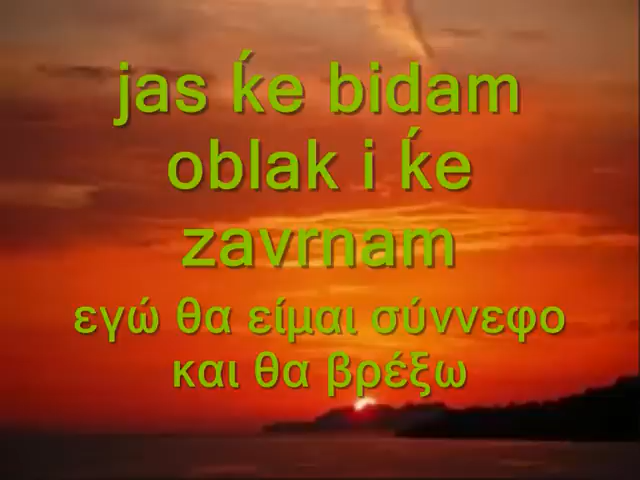 jas ḱe bidam
oblak i ḱe
zavrnam
εγώ θα είμαι σύννεφο
και θα βρέξω